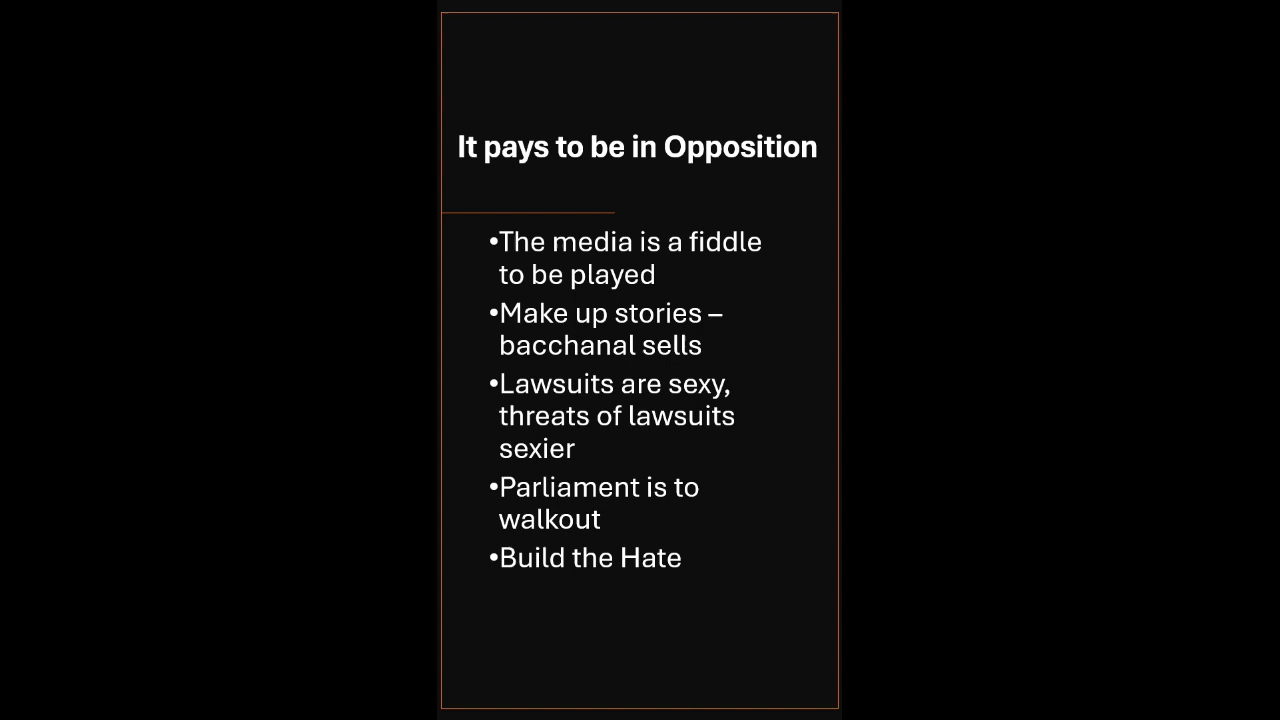 It pays to be in Opposition
•The media is a fiddle
to be played
•Make up stories –
bacchanal sells
•Lawsuits are sexy,
threats of lawsuits
sexier
•Parliament is to
walkout
•Build the Hate